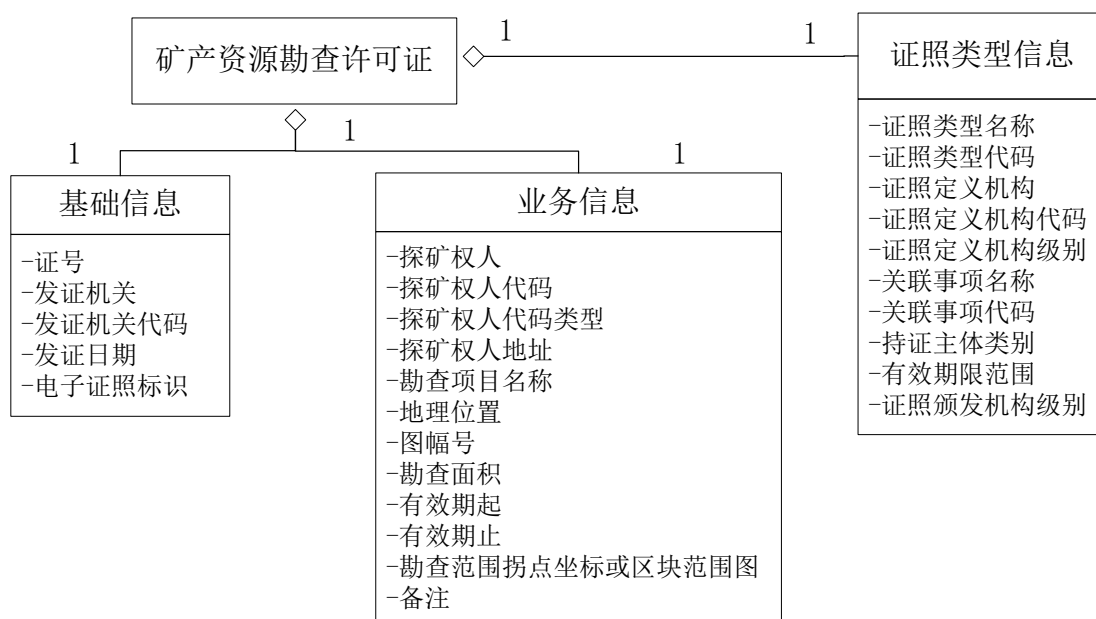 矿产资源勘查许可证
1
1
证照类型信息
-证照类型名称
-证照类型代码
-证照定义机构
-证照定义机构代码
-证照定义机构级别
-关联事项名称
-关联事项代码
-持证主体类别
-有效期限范围
-证照颁发机构级别
1
1
1
基础信息
-证号
-发证机关
-发证机关代码
-发证日期
-电子证照标识
业务信息
-探矿权人
-探矿权人代码
-探矿权人代码类型
-探矿权人地址
-勘查项目名称
-地理位置
-图幅号
-勘查面积
-有效期起
-有效期止
-勘查范围拐点坐标或区块范围图
-备注